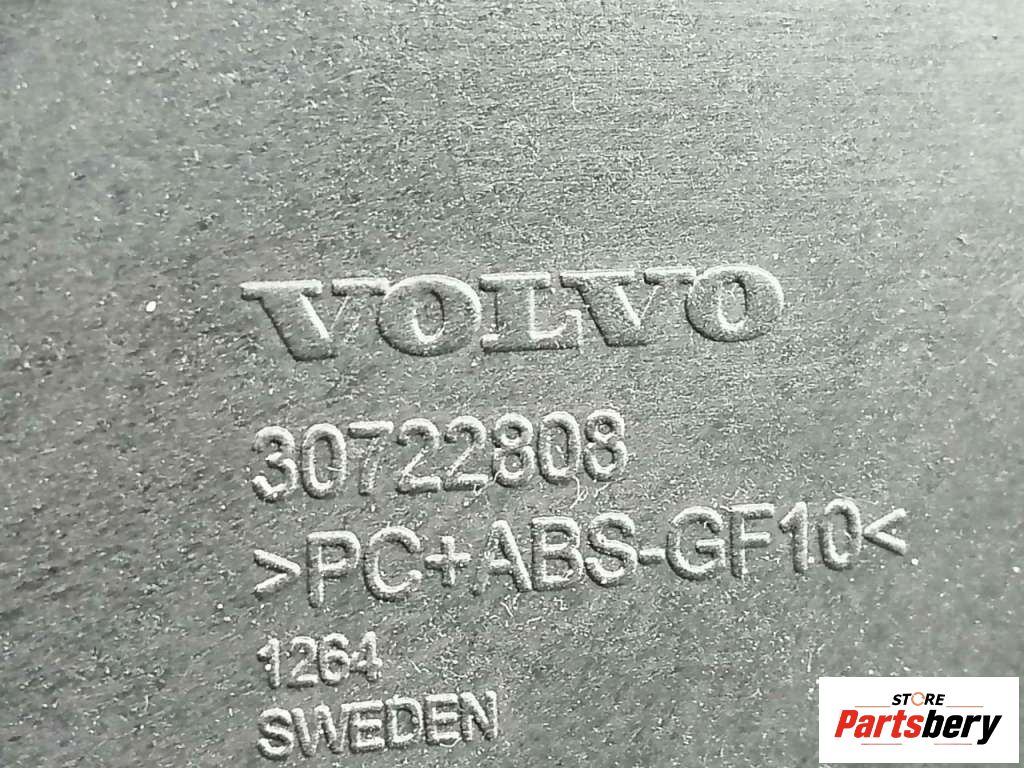 VOLVO
30722808
>PC+ABS-GF10<
1264
SWEDEN
STORE
Partsbery